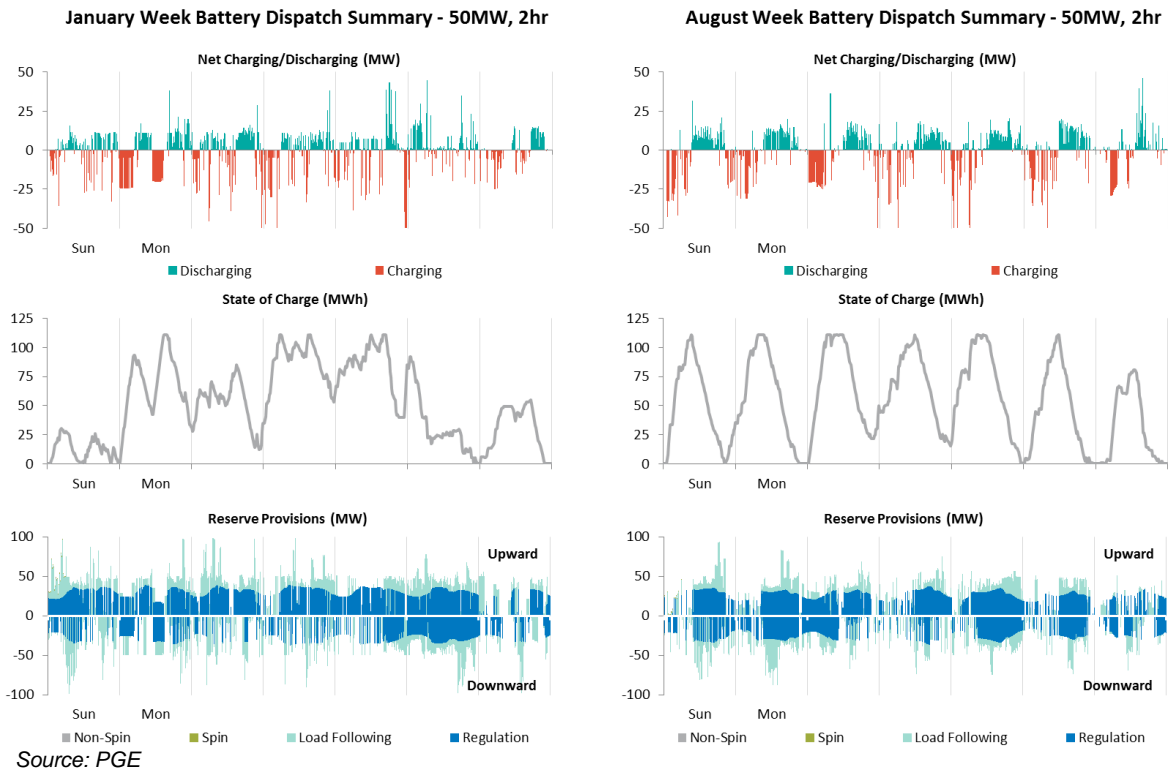 January Week Battery Dispatch Summary - 50MW, 2hr
Net Charging/Discharging (MW)
50
25
0
-25
-50
Sun Mon
Discharging Charging
State of Charge (MWh)
125
100
75
50
25
0
Sun Mon
Reserve Provisions (MW)
100
50
0
-50
-100
Upward
Downward
Sun Mon
Non-Spin Spin Load Following Regulation
August Week Battery Dispatch Summary - 50MW, 2hr
Net Charging/Discharging (MW)
50
25
0
-25
-50
Sun Mon
Discharging Charging
State of Charge (MWh)
125
100
75
50
25
0
Sun Mon
Reserve Provisions (MW)
100
50
0
-50
-100
Upward
Downward
Sun Mon
Non-Spin Spin Load Following Regulation
Source: PGE